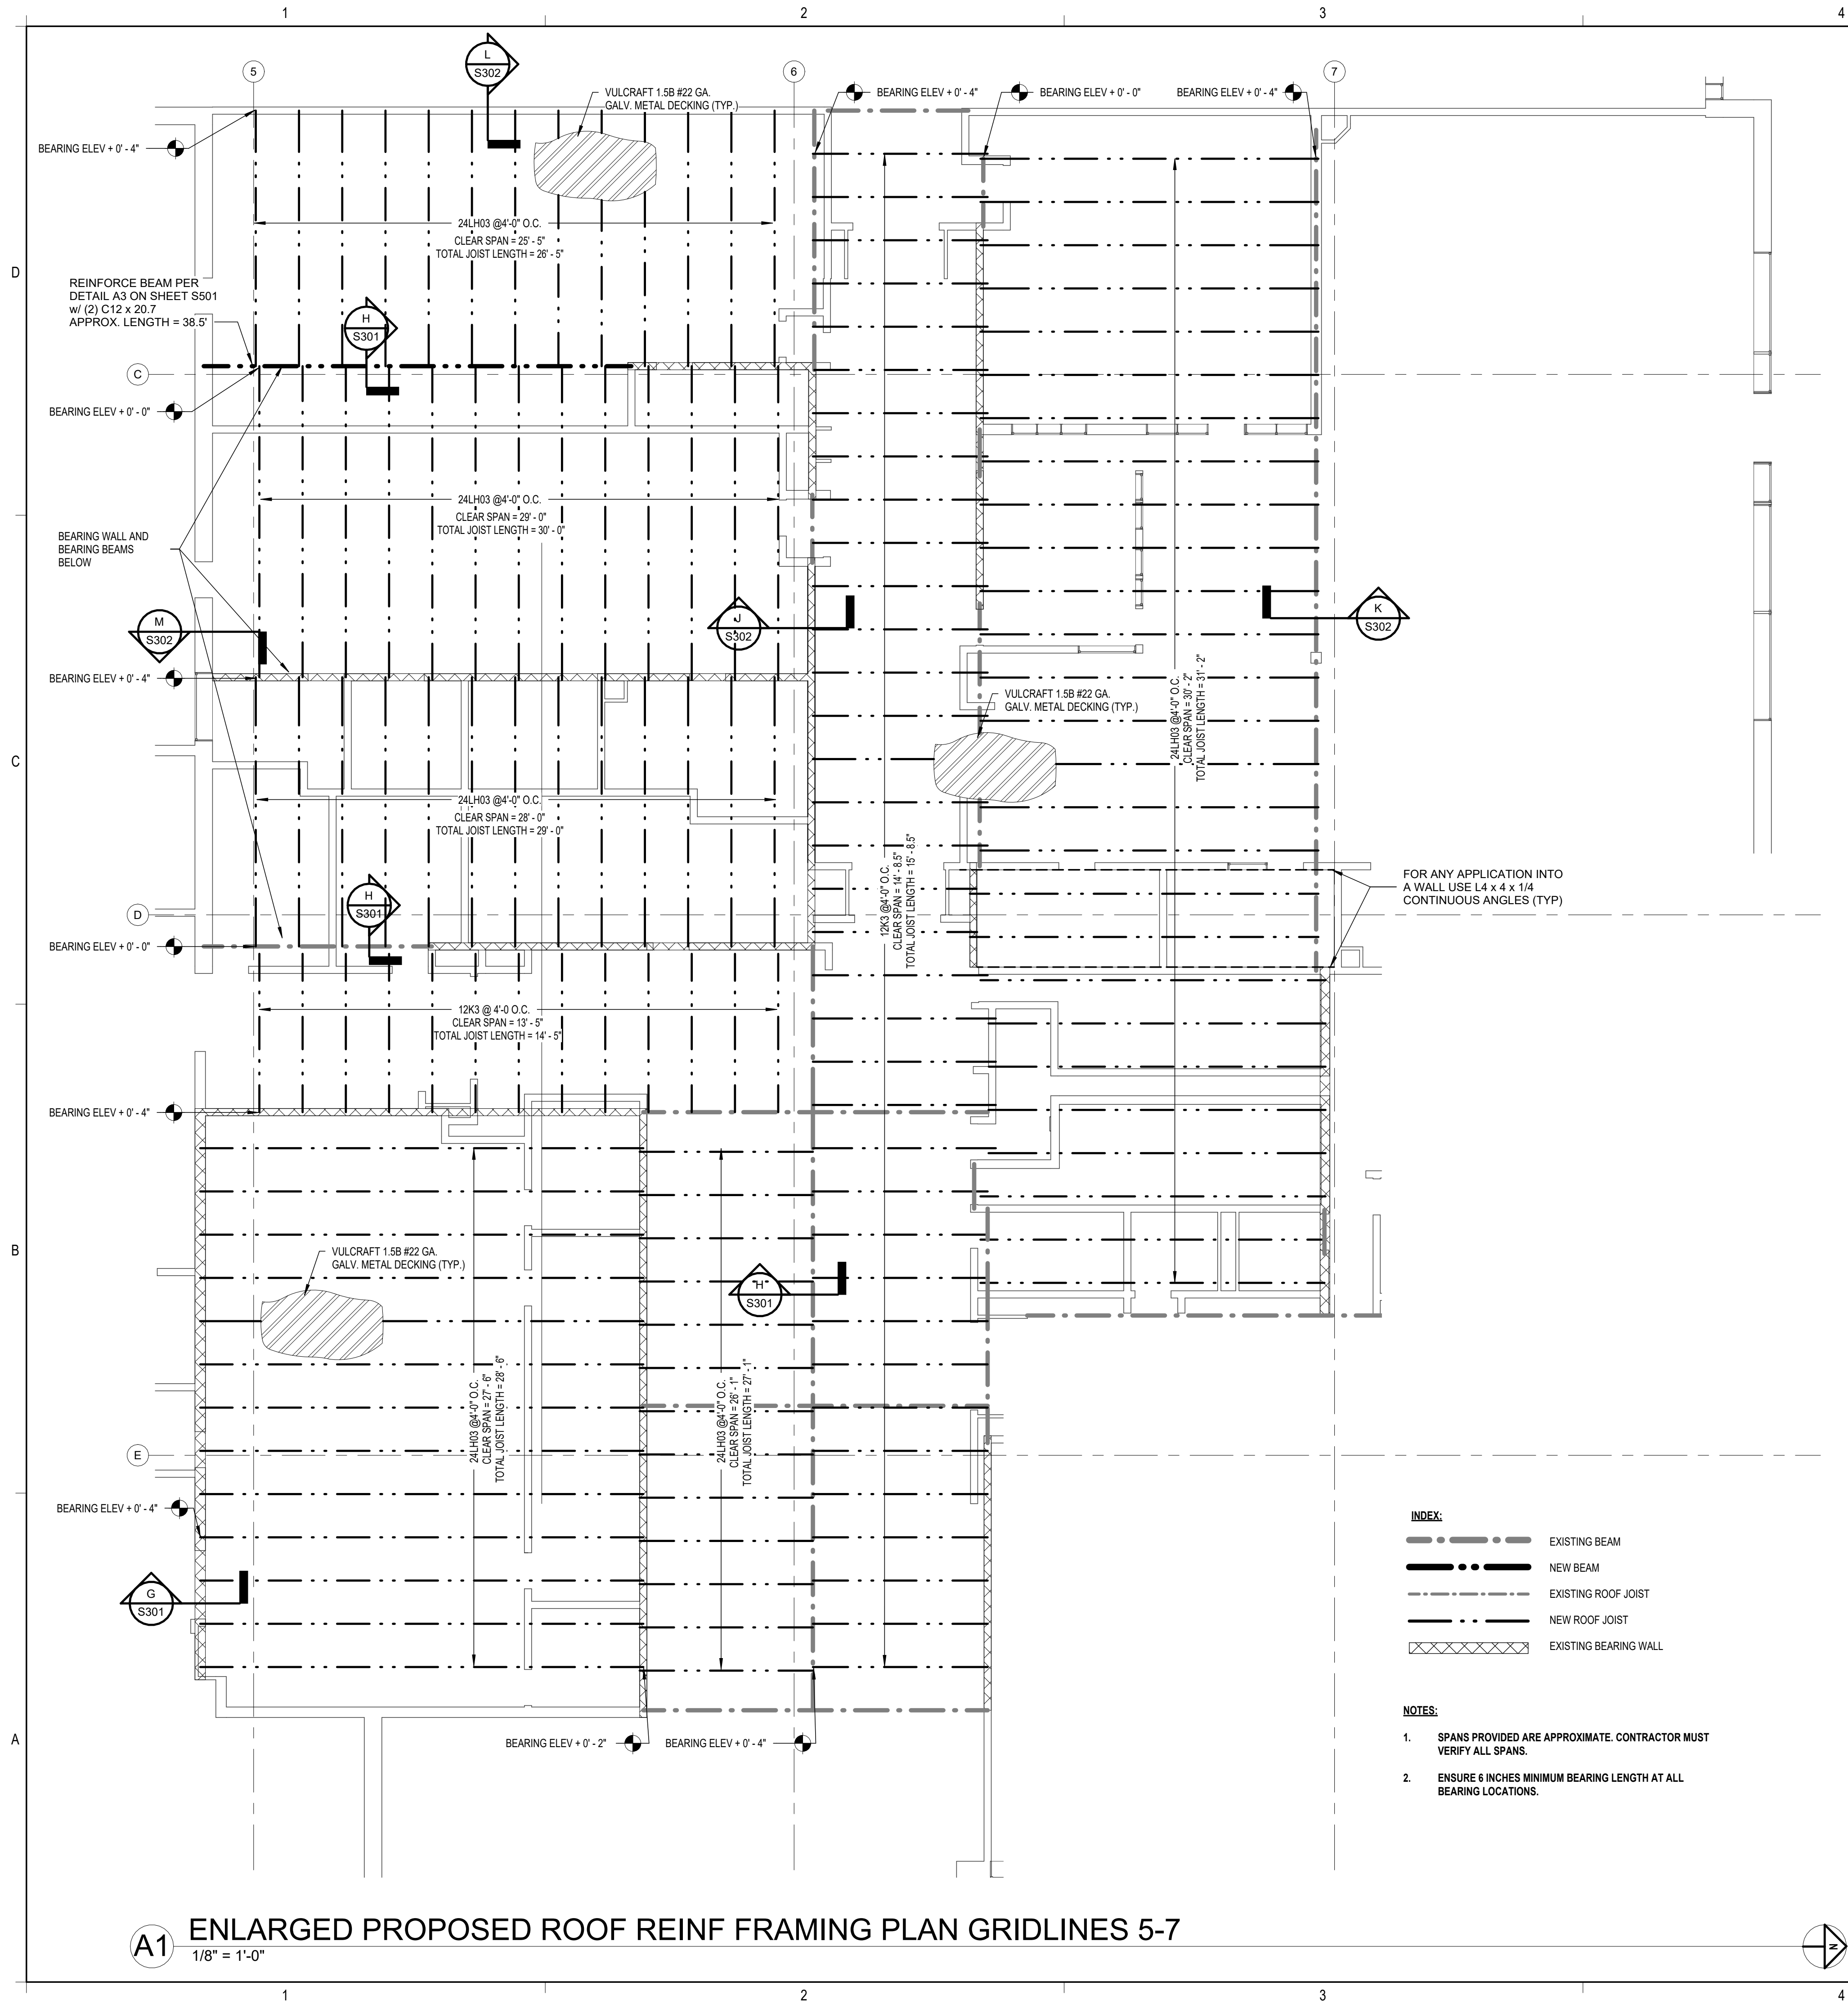 1 2 3 4
5 6 7
L
S302
VULCRAFT 1.5B #22 GA.
GALV. METAL DECKING (TYP.)
BEARING ELEV + 0' - 4"
BEARING ELEV + 0' - 0"
BEARING ELEV + 0' - 4"
BEARING ELEV + 0' - 4"
24LH03 @4'-0" O.C.
CLEAR SPAN = 25' - 5"
TOTAL JOIST LENGTH = 26' - 5"
D
REINFORCE BEAM PER
DETAIL A3 ON SHEET S501
w/ (2) C12 x 20.7
APPROX. LENGTH = 38.5'
H
S301
C
BEARING ELEV + 0' - 0"
24LH03 @4'-0" O.C.
CLEAR SPAN = 29' - 0"
TOTAL JOIST LENGTH = 30' - 0"
BEARING WALL AND
BEARING BEAMS
BELOW
M
S302
J
S302
K
S302
BEARING ELEV + 0' - 4"
VULCRAFT 1.5B #22 GA.
GALV. METAL DECKING (TYP.)
24LH03 @4'-0" O.C.
CLEAR SPAN = 30' - 2"
TOTAL JOIST LENGTH = 31' - 2"
C
24LH03 @4'-0" O.C.
CLEAR SPAN = 28' - 0"
TOTAL JOIST LENGTH = 29' - 0"
12K3 @4'-0" O.C.
CLEAR SPAN = 14' - 8.5"
TOTAL JOIST LENGTH = 15' - 8.5"
H
S301
FOR ANY APPLICATION INTO
A WALL USE L4 x 4 x 1/4
CONTINUOUS ANGLES (TYP)
D
BEARING ELEV + 0' - 0"
12K3 @ 4'-0 O.C.
CLEAR SPAN = 13' - 5"
TOTAL JOIST LENGTH = 14' - 5"
BEARING ELEV + 0' - 4"
B
VULCRAFT 1.5B #22 GA.
GALV. METAL DECKING (TYP.)
"H"
S301
24LH03 @4'-0" O.C.
CLEAR SPAN = 27' - 6"
TOTAL JOIST LENGTH = 28' - 6"
24LH03 @4'-0" O.C.
CLEAR SPAN = 26' - 1"
TOTAL JOIST LENGTH = 27' - 1"
E
BEARING ELEV + 0' - 4"
G
S301
INDEX:
EXISTING BEAM
NEW BEAM
EXISTING ROOF JOIST
NEW ROOF JOIST
EXISTING BEARING WALL
A
BEARING ELEV + 0' - 2"
BEARING ELEV + 0' - 4"
NOTES:
1. SPANS PROVIDED ARE APPROXIMATE. CONTRACTOR MUST
VERIFY ALL SPANS.
2. ENSURE 6 INCHES MINIMUM BEARING LENGTH AT ALL
BEARING LOCATIONS.
A1 ENLARGED PROPOSED ROOF REINF FRAMING PLAN GRIDLINES 5-7
1/8" = 1'-0"
N
1 2 3 4